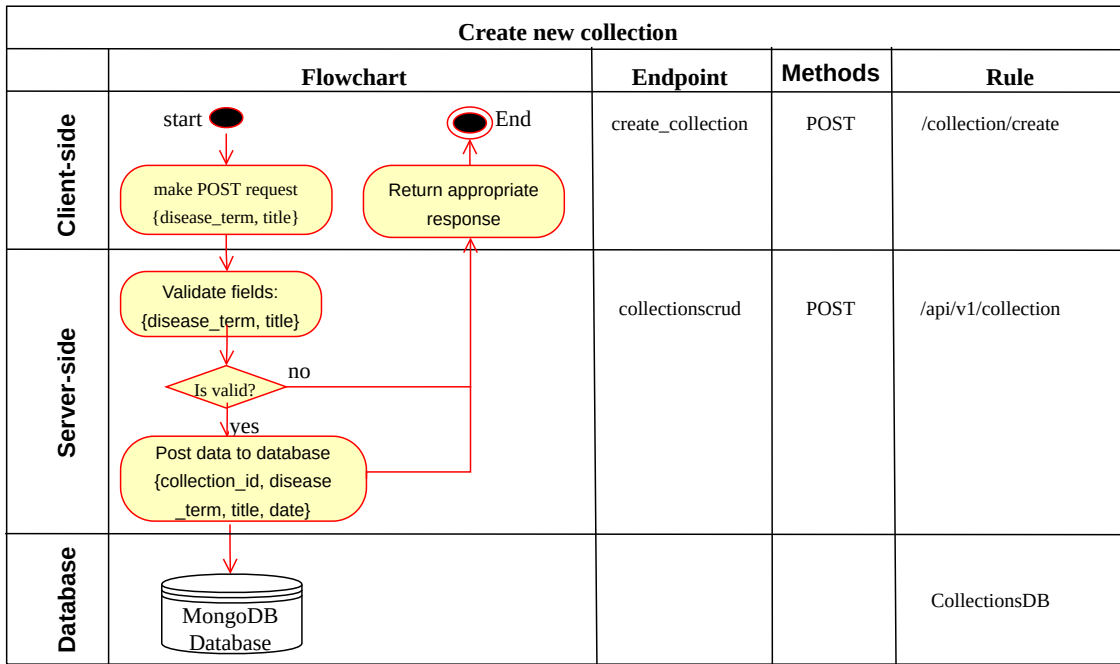 Create new collection
Flowchart
Endpoint
Methods
Rule
Client-side
start
End
make POST request
{disease_term, title}
Return appropriate
response
create_collection
POST
/collection/create
Server-side
Validate fields:
{disease_term, title}
Is valid?
no
yes
Post data to database
{collection_id, disease
_term, title, date}
collectionscrud
POST
/api/v1/collection
Database
MongoDB
Database
CollectionsDB